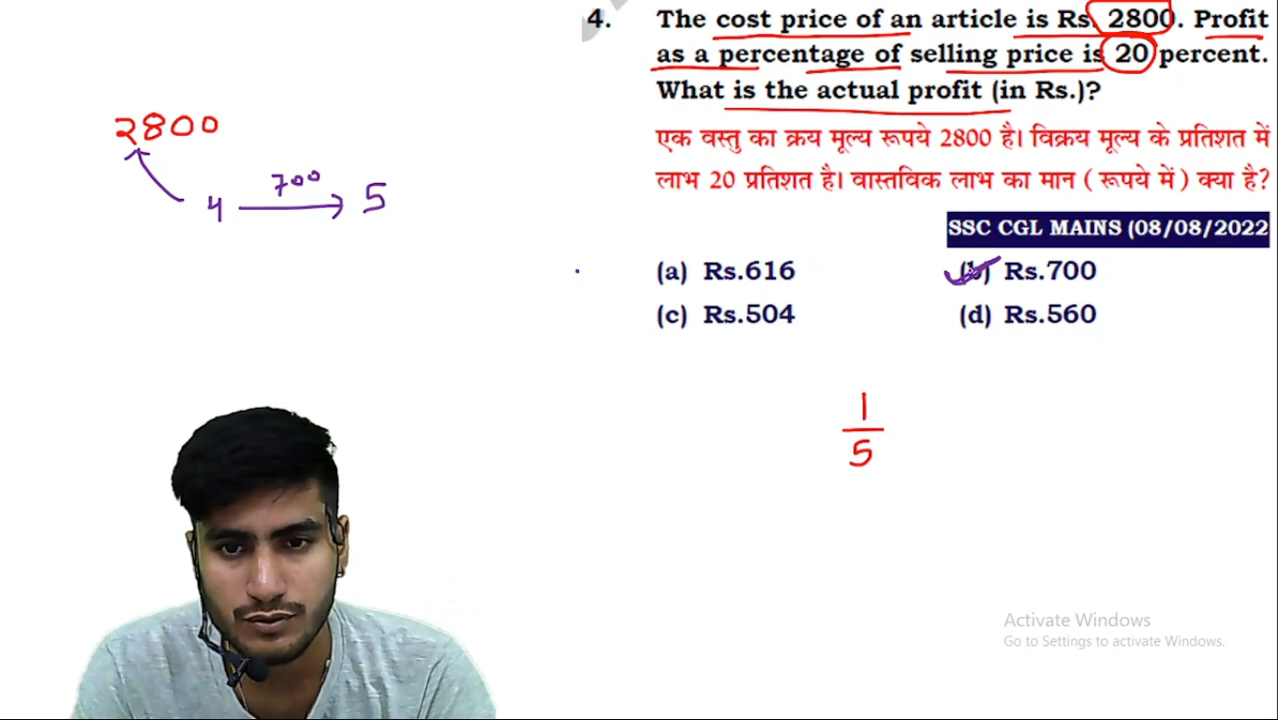 4. The cost price of an article is Rs. 2800. Profit
as a percentage of selling price is 20 percent.
What is the actual profit (in Rs.)?
एक वस्तु का क्रय मूल्य रूपये 2800 है। विक्रय मूल्य के प्रतिशत में
लाभ 20 प्रतिशत है। वास्तविक लाभ का मान ( रूपये में ) क्या है?
SSC CGL MAINS (08/08/2022
(a) Rs.616 (b) Rs.700
(c) Rs.504 (d) Rs.560
2800
700
4 5
1
5
Activate Windows
Go to Settings to activate Windows.